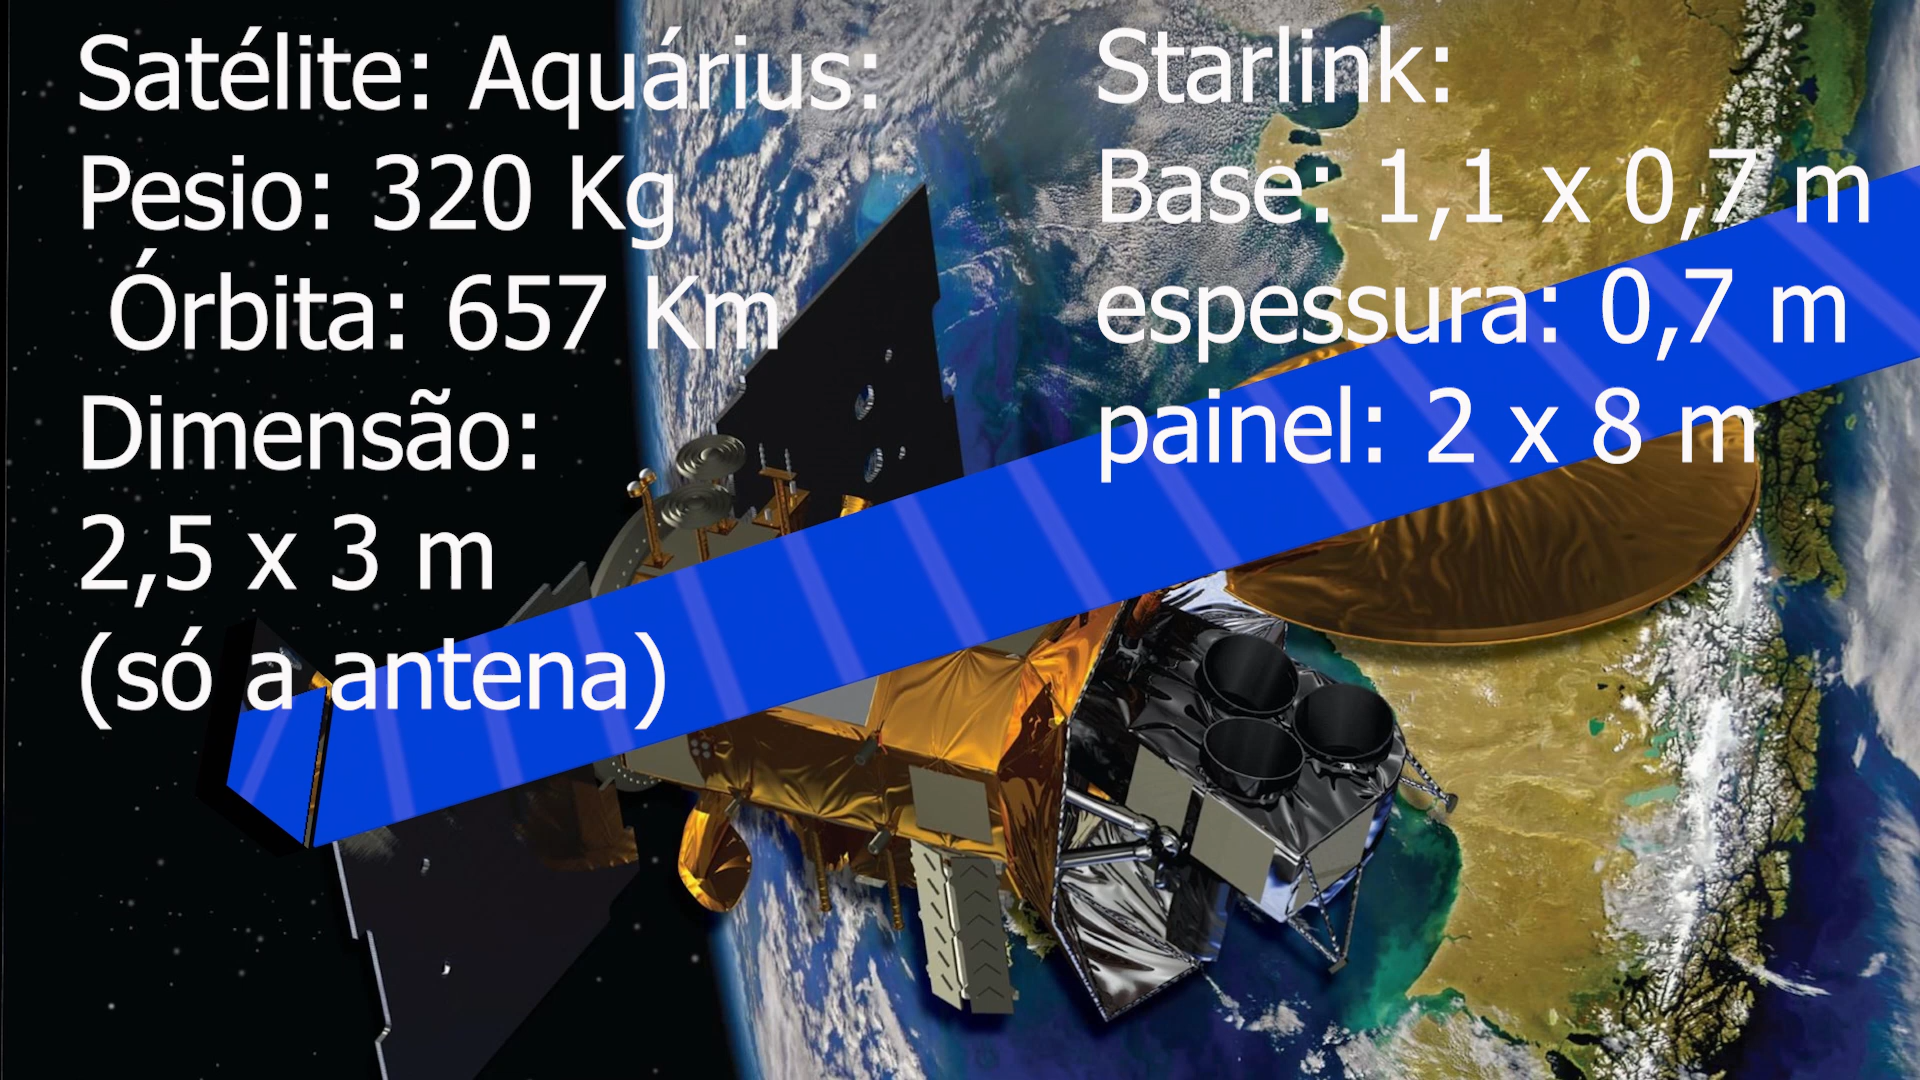 Satélite: Aquárius:
Pesio: 320 Kg
Órbita: 657 Km
Dimensão:
2,5 x 3 m
(só a antena)
Starlink:
Base: 1,1 x 0,7 m
espessura: 0,7 m
painel: 2 x 8 m